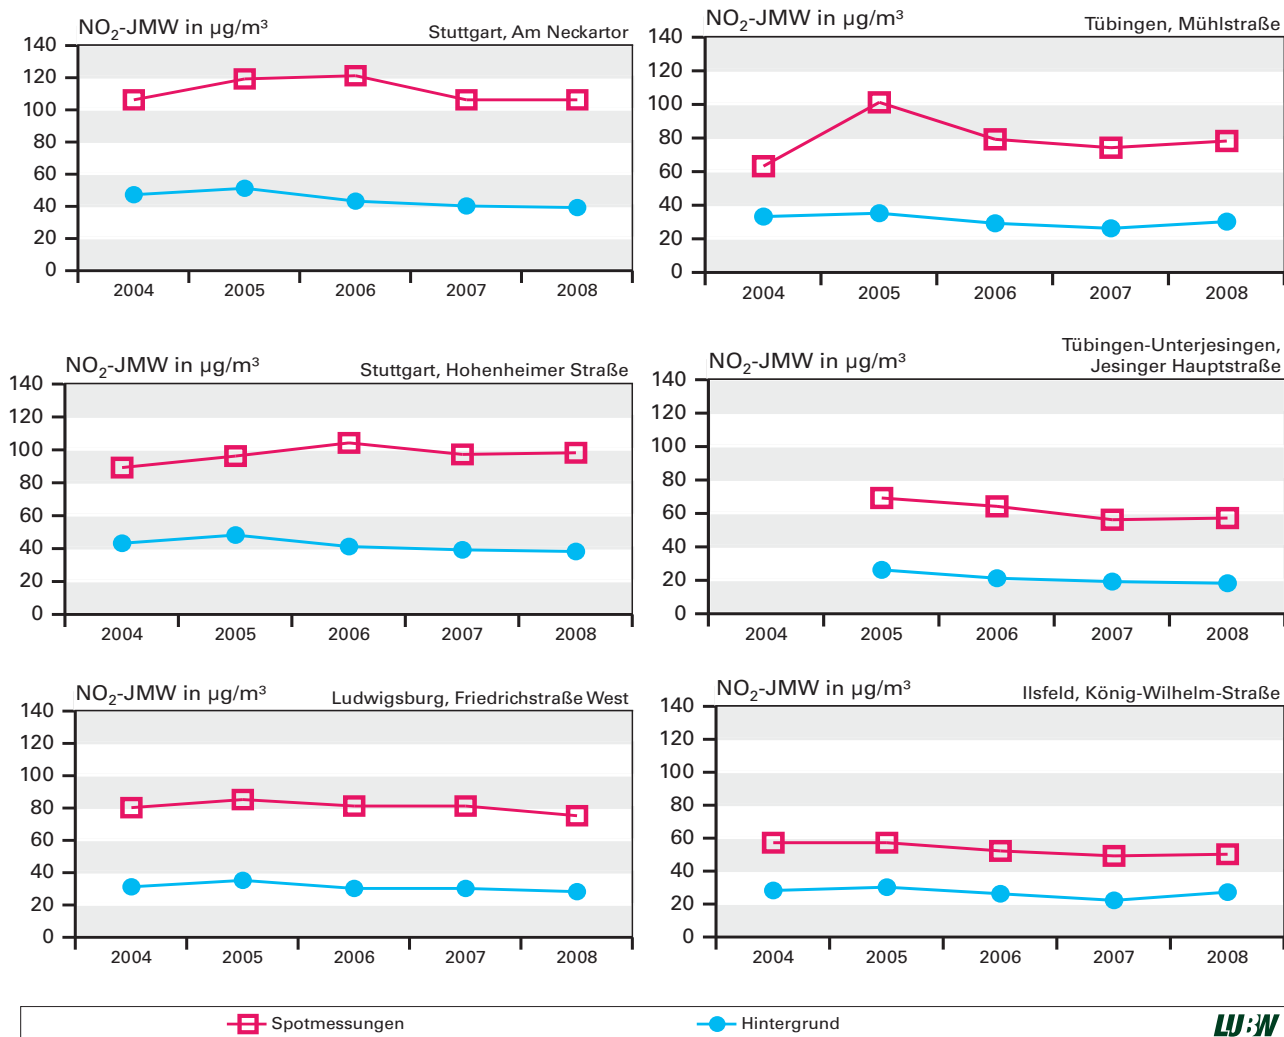 NO₂-JMW in µg/m³
Stuttgart, Am Neckartor
140
120
100
80
60
40
20
0
2004 2005 2006 2007 2008
NO₂-JMW in µg/m³
Tübingen, Mühlstraße
140
120
100
80
60
40
20
0
2004 2005 2006 2007 2008
NO₂-JMW in µg/m³
Stuttgart, Hohenheimer Straße
140
120
100
80
60
40
20
0
2004 2005 2006 2007 2008
NO₂-JMW in µg/m³
Tübingen-Unterjesingen,
Jesinger Hauptstraße
140
120
100
80
60
40
20
0
2004 2005 2006 2007 2008
NO₂-JMW in µg/m³
Ludwigsburg, Friedrichstraße West
140
120
100
80
60
40
20
0
2004 2005 2006 2007 2008
NO₂-JMW in µg/m³
Ilsfeld, König-Wilhelm-Straße
140
120
100
80
60
40
20
0
2004 2005 2006 2007 2008
Spotmessungen
Hintergrund
LUBW